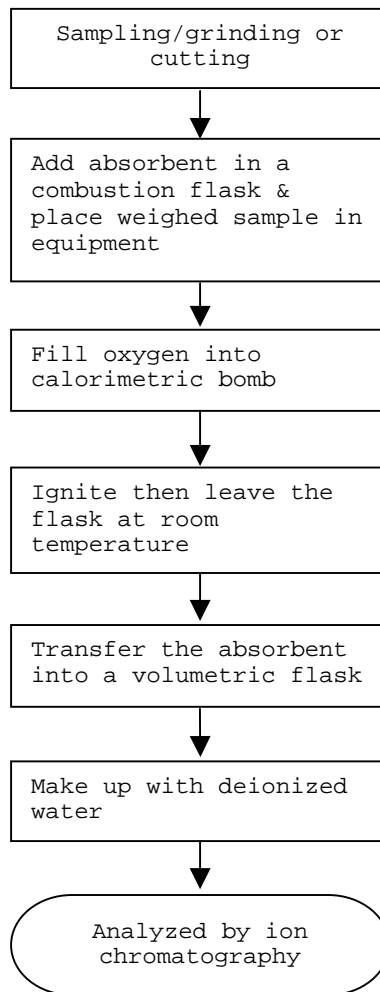 Sampling/grinding or
cutting
Add absorbent in a
combustion flask &
place weighed sample in
equipment
Fill oxygen into
calorimetric bomb
Ignite then leave the
flask at room
temperature
Transfer the absorbent
into a volumetric flask
Make up with deionized
water
Analyzed by ion
chromatography